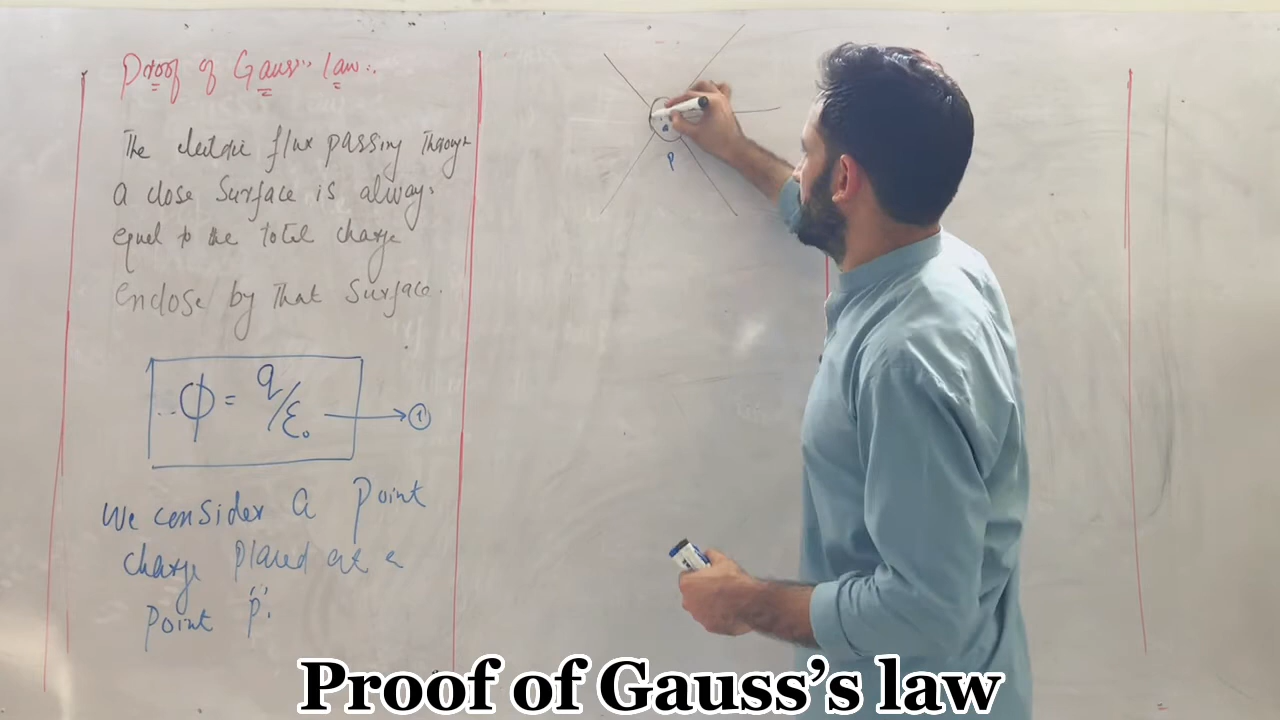 Proof of Gauss's law:.
The electric flux passing Through
a close Surface is always
equal to the total charge
enclose by that Surface.
φ = q/ε₀ → ①
We consider a point
charge placed at a
point "p".
P
Proof of Gauss’s law